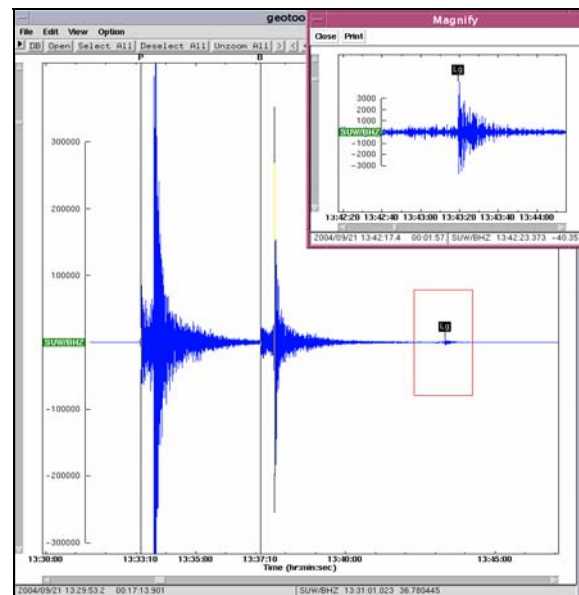 geotoo
File Edit View Option
DB Open Select All Deselect All Unzoom All > <
P B
300000
200000
100000
SUW/BHZ 0
-100000
-200000
-300000
Lg
13:30:00 13:33:10 13:35:00 13:37:10 13:40:00 13:45:00
Time (hr:min:sec)
2004/09/21 13:29:53.2 00:17:13.901 SUW/BHZ 13:31:01.023 36.780445
Magnify
Close Print
Lg
3000
2000
1000
SUW/BHZ 0
-1000
-2000
-3000
13:42:20 13:42:40 13:43:00 13:43:20 13:43:40 13:44:00
2004/09/21 13:42:17.4 00:01:57. SUW/BHZ 13:42:23.373 -40.35